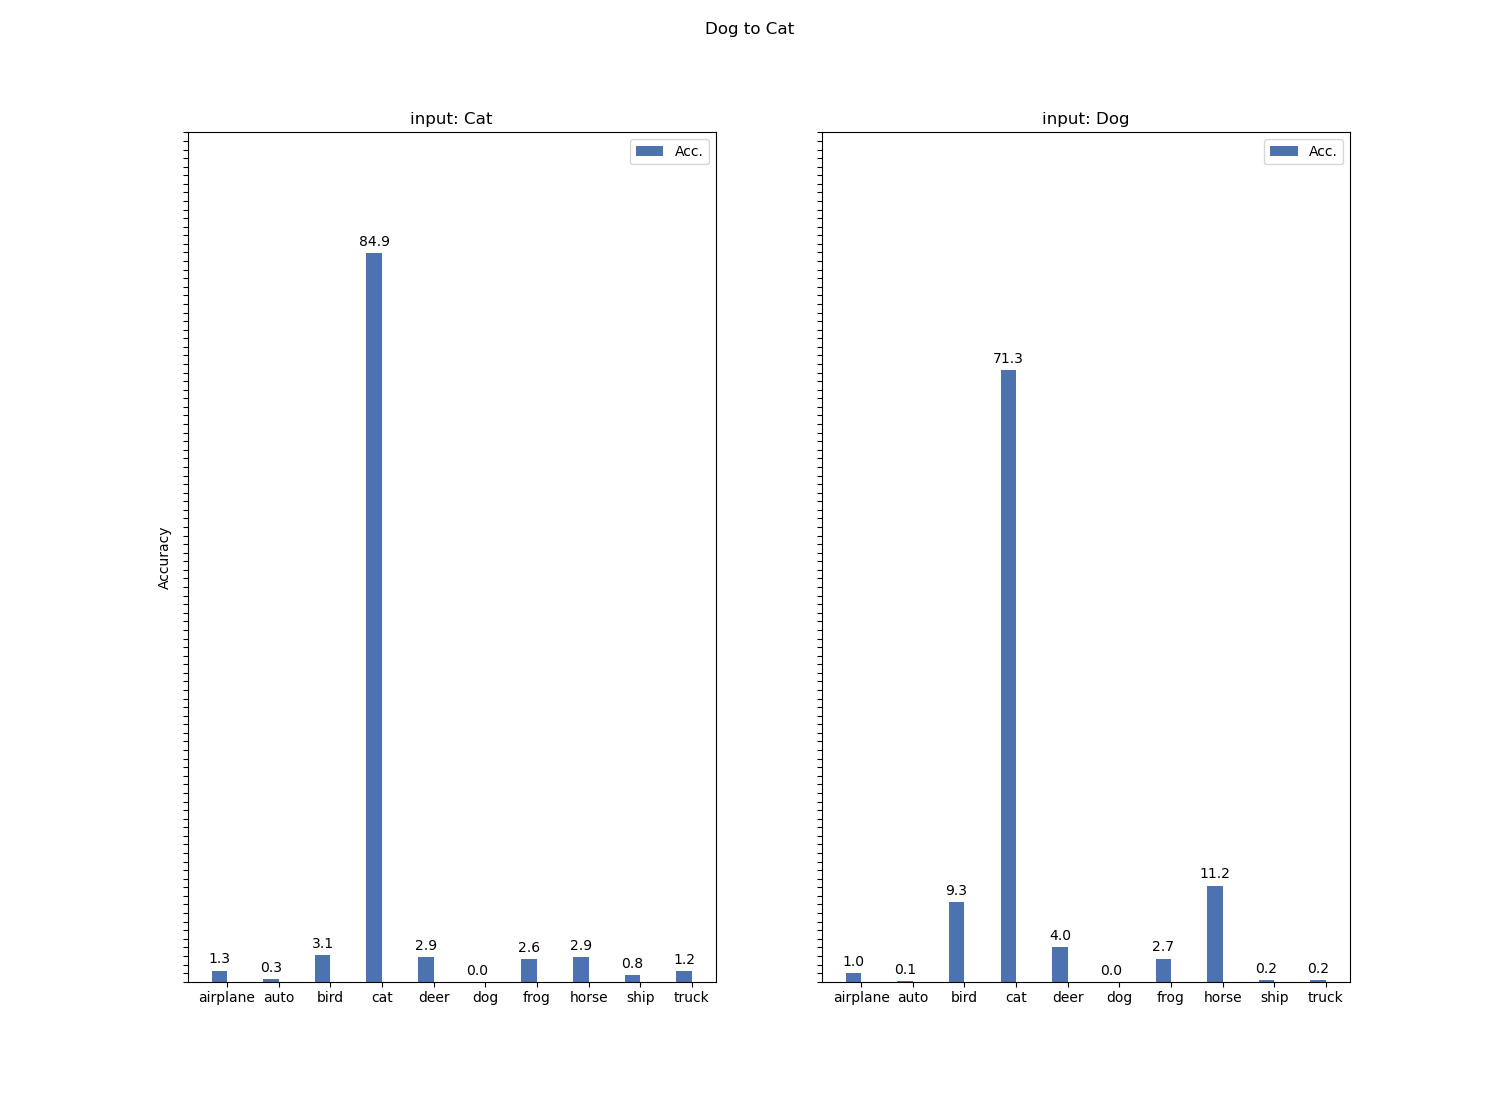 Dog to Cat
input: Cat
Acc.
Accuracy
84.9
1.3
0.3
3.1
2.9
0.0
2.6
2.9
0.8
1.2
airplane auto bird cat deer dog frog horse ship truck
input: Dog
Acc.
71.3
1.0
0.1
9.3
4.0
0.0
2.7
11.2
0.2
0.2
airplane auto bird cat deer dog frog horse ship truck